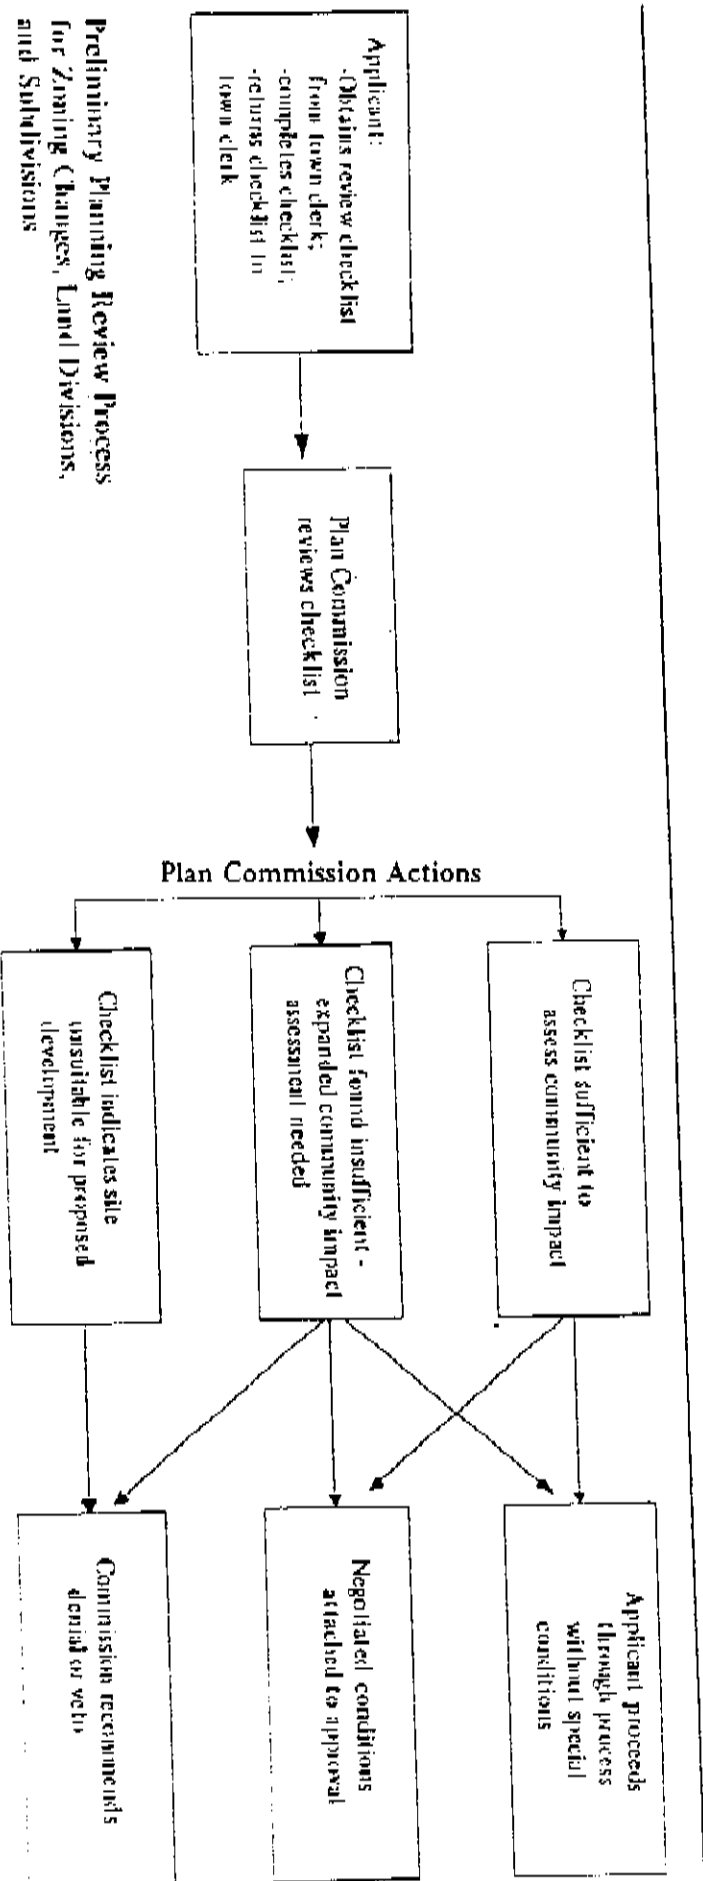 Applicant:
-Obtains review checklist
from town clerk;
-completes checklist;
-returns checklist to
town clerk
Plan Commission
reviews checklist
Plan Commission Actions
Checklist sufficient to
assess community impact
Checklist found insufficient -
expanded community impact
assessment needed
Checklist indicates site
unsuitable for proposed
development
Applicant proceeds
through process
without special
conditions
Negotiated conditions
attached to approval
Commission recommends
denial or veto
Preliminary Planning Review Process
for Zoning Changes, Land Divisions,
and Subdivisions